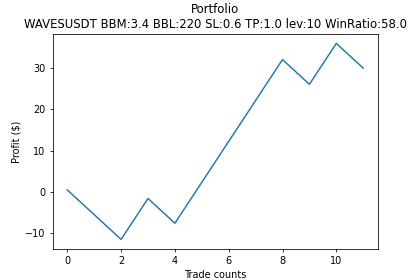 Portfolio
WAVESUSDT BBM:3.4 BBL:220 SL:0.6 TP:1.0 lev:10 WinRatio:58.0
30
20
10
0
−10
Profit ($)
0 2 4 6 8 10
Trade counts